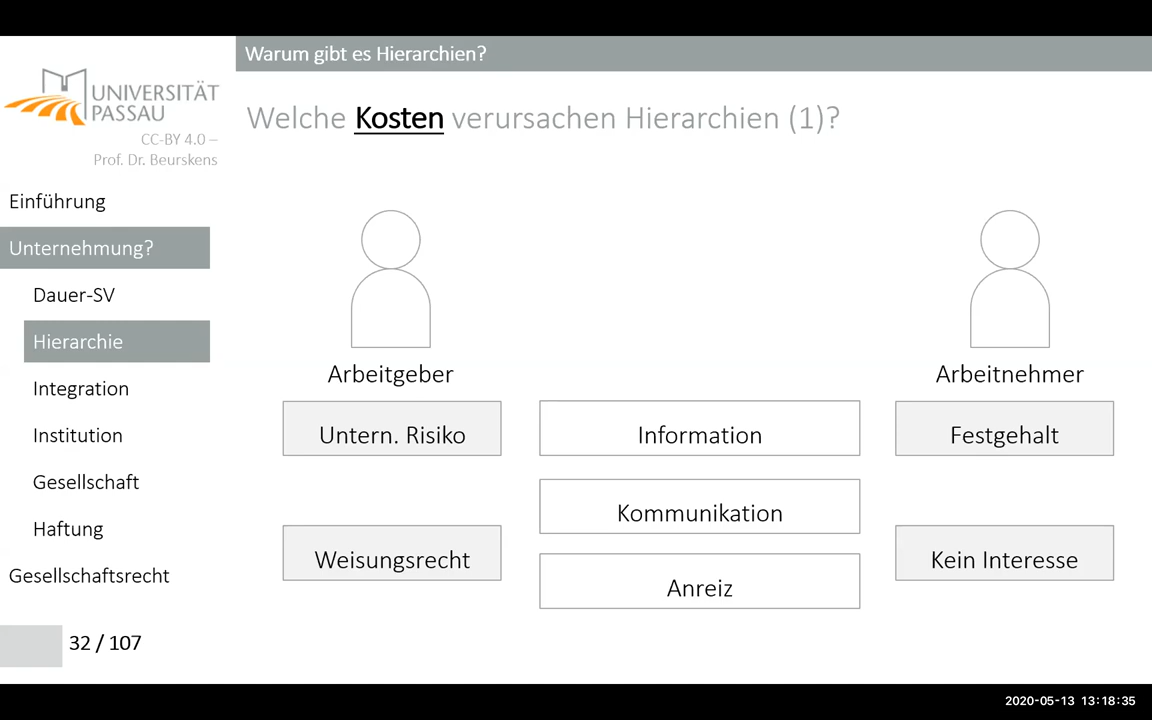 Warum gibt es Hierarchien?
UNIVERSITÄT
PASSAU
CC-BY 4.0 –
Prof. Dr. Beurskens
Welche Kosten verursachen Hierarchien (1)?
Einführung
Unternehmung?
Dauer-SV
Hierarchie
Integration
Institution
Gesellschaft
Haftung
Gesellschaftsrecht
32 / 107
Arbeitgeber
Arbeitnehmer
Untern. Risiko
Information
Festgehalt
Kommunikation
Weisungsrecht
Kein Interesse
Anreiz
2020-05-13 13:18:35